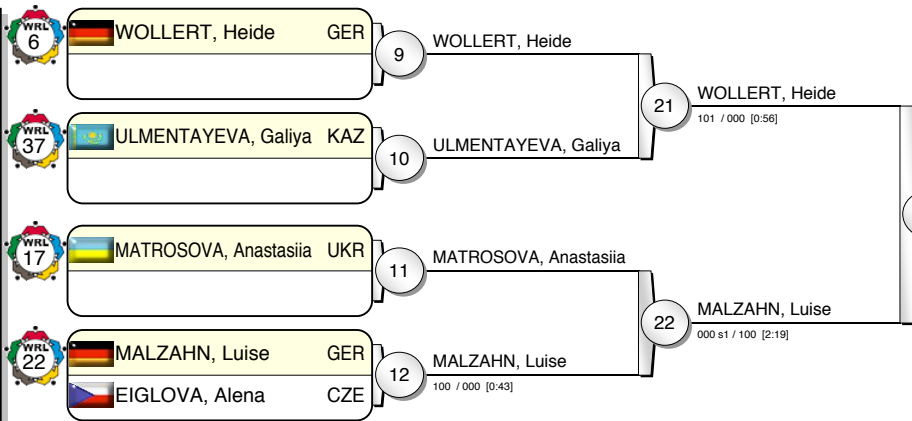 WRL
6
WOLLERT, Heide GER
9
WOLLERT, Heide
21
WOLLERT, Heide
101 / 000 [0:56]
WRL
37
ULMENTAYEVA, Galiya KAZ
10
ULMENTAYEVA, Galiya
WRL
17
MATROSOVA, Anastasiia UKR
11
MATROSOVA, Anastasiia
22
MALZAHN, Luise
000 s1 / 100 [2:19]
WRL
22
MALZAHN, Luise GER
EIGLOVA, Alena CZE
12
MALZAHN, Luise
100 / 000 [0:43]